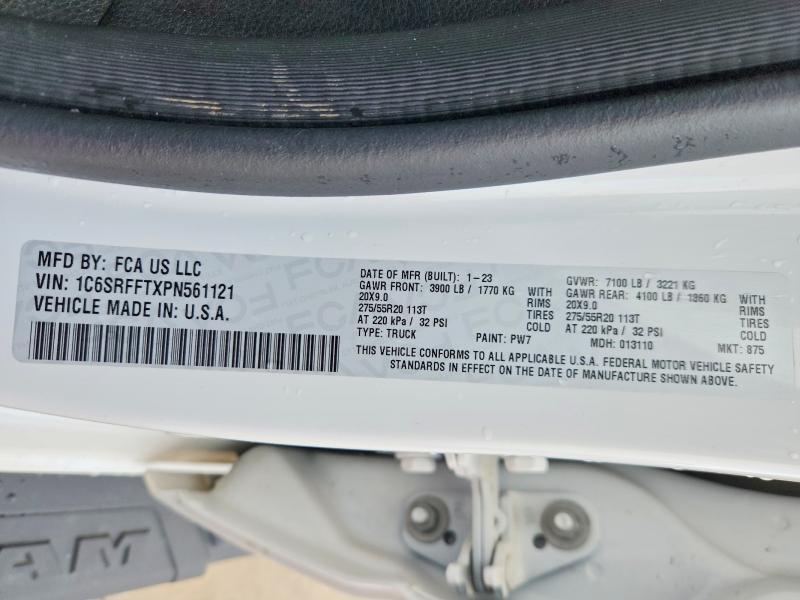 MFD BY: FCA US LLC
VIN: 1C6SRFFTXPN561121
VEHICLE MADE IN: U.S.A.
DATE OF MFR (BUILT): 1-23
GAWR FRONT: 3900 LB / 1770 KG
20X9.0 RIMS
275/55R20 113T TIRES
AT 220 kPa / 32 PSI COLD
TYPE: TRUCK PAINT: PW7
GVWR: 7100 LB / 3221 KG
GAWR REAR: 4100 LB / 1860 KG
20X9.0 RIMS
275/55R20 113T TIRES
AT 220 kPa / 32 PSI COLD
MDH: 013110 MKT: 875
THIS VEHICLE CONFORMS TO ALL APPLICABLE U.S.A. FEDERAL MOTOR VEHICLE SAFETY
STANDARDS IN EFFECT ON THE DATE OF MANUFACTURE SHOWN ABOVE.
AM